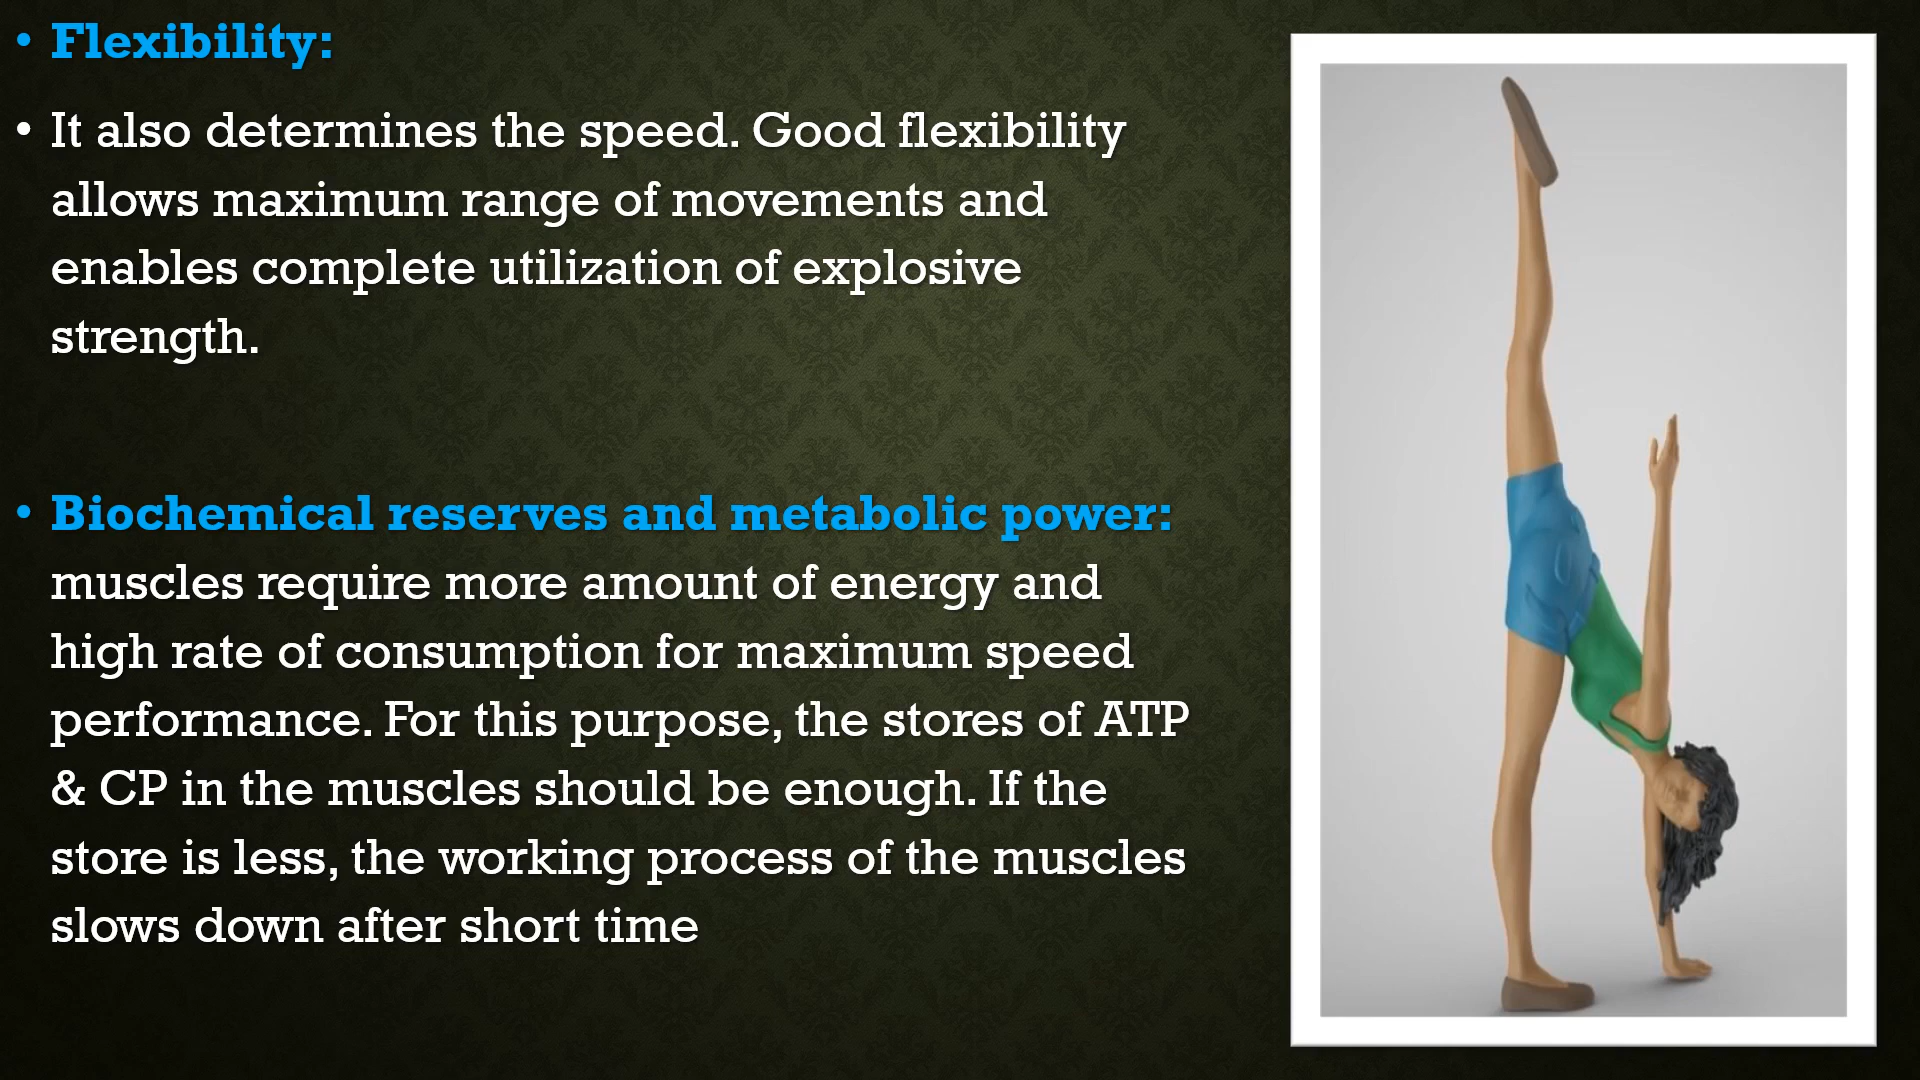 • Flexibility:
• It also determines the speed. Good flexibility
allows maximum range of movements and
enables complete utilization of explosive
strength.
• Biochemical reserves and metabolic power:
muscles require more amount of energy and
high rate of consumption for maximum speed
performance. For this purpose, the stores of ATP
& CP in the muscles should be enough. If the
store is less, the working process of the muscles
slows down after short time